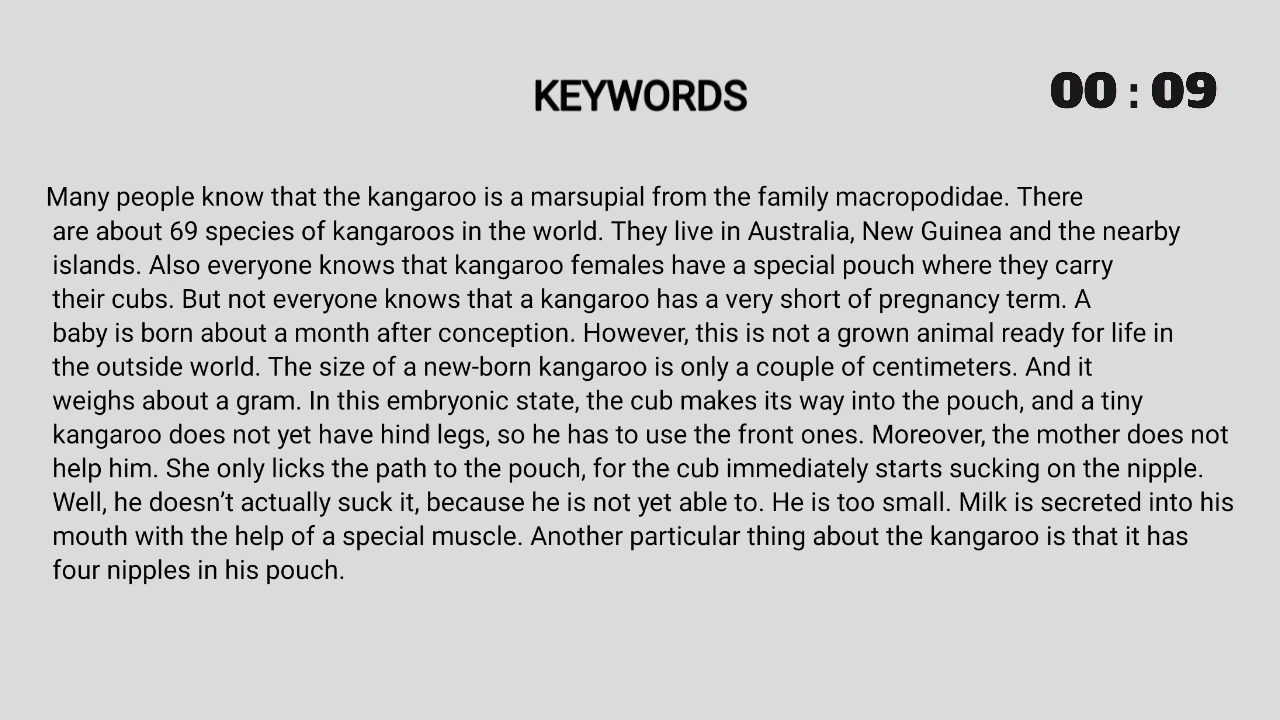 KEYWORDS
00 : 09
Many people know that the kangaroo is a marsupial from the family macropodidae. There
are about 69 species of kangaroos in the world. They live in Australia, New Guinea and the nearby
islands. Also everyone knows that kangaroo females have a special pouch where they carry
their cubs. But not everyone knows that a kangaroo has a very short of pregnancy term. A
baby is born about a month after conception. However, this is not a grown animal ready for life in
the outside world. The size of a new-born kangaroo is only a couple of centimeters. And it
weighs about a gram. In this embryonic state, the cub makes its way into the pouch, and a tiny
kangaroo does not yet have hind legs, so he has to use the front ones. Moreover, the mother does not
help him. She only licks the path to the pouch, for the cub immediately starts sucking on the nipple.
Well, he doesn’t actually suck it, because he is not yet able to. He is too small. Milk is secreted into his
mouth with the help of a special muscle. Another particular thing about the kangaroo is that it has
four nipples in his pouch.